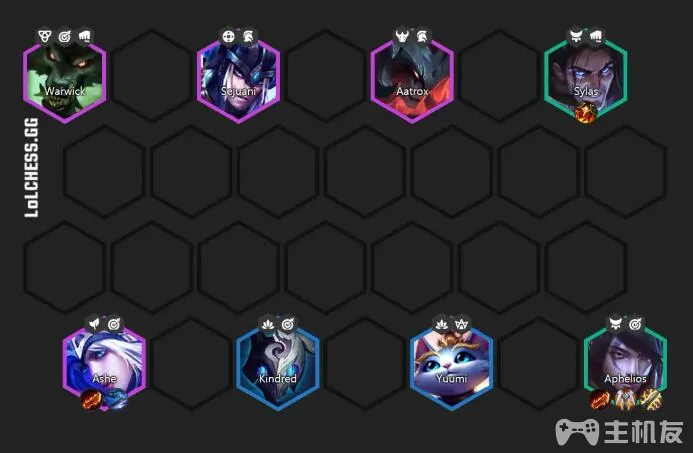 Warwick
Sejuani
Aatrox
Sylas
LoLCHESS.GG
Ashe
Kindred
Yuumi
Aphelios
主机友